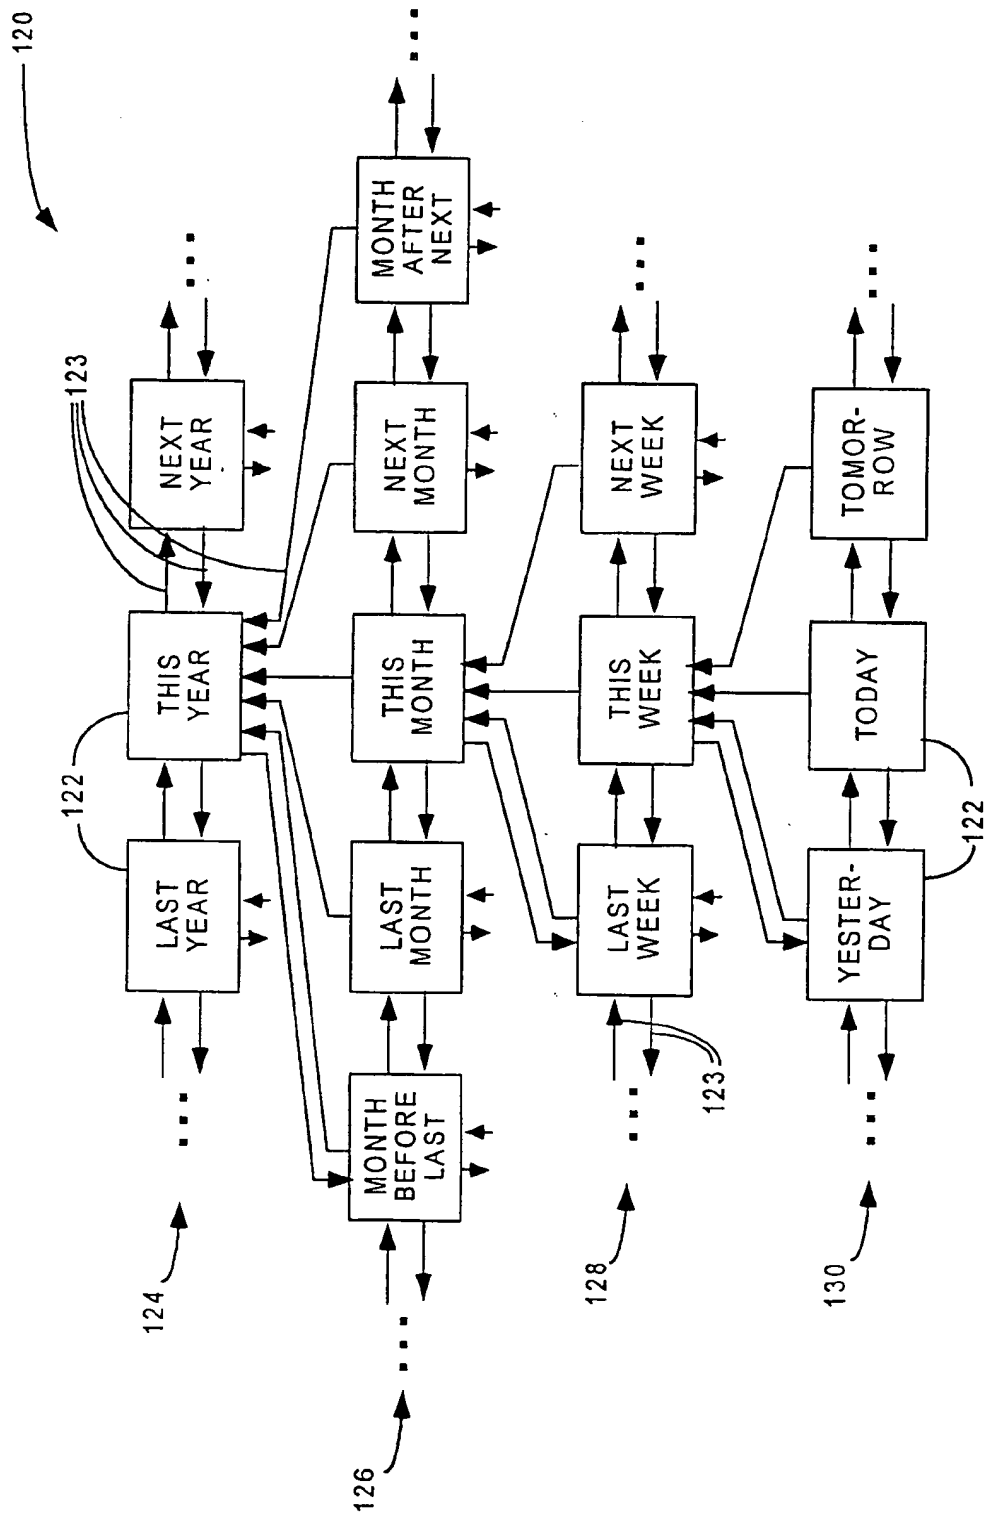 120
123
122
124
LAST
YEAR
THIS
YEAR
NEXT
YEAR
126
MONTH
BEFORE
LAST
LAST
MONTH
THIS
MONTH
NEXT
MONTH
MONTH
AFTER
NEXT
128
123
LAST
WEEK
THIS
WEEK
NEXT
WEEK
130
YESTER-
DAY
TODAY
TOMOR-
ROW
122